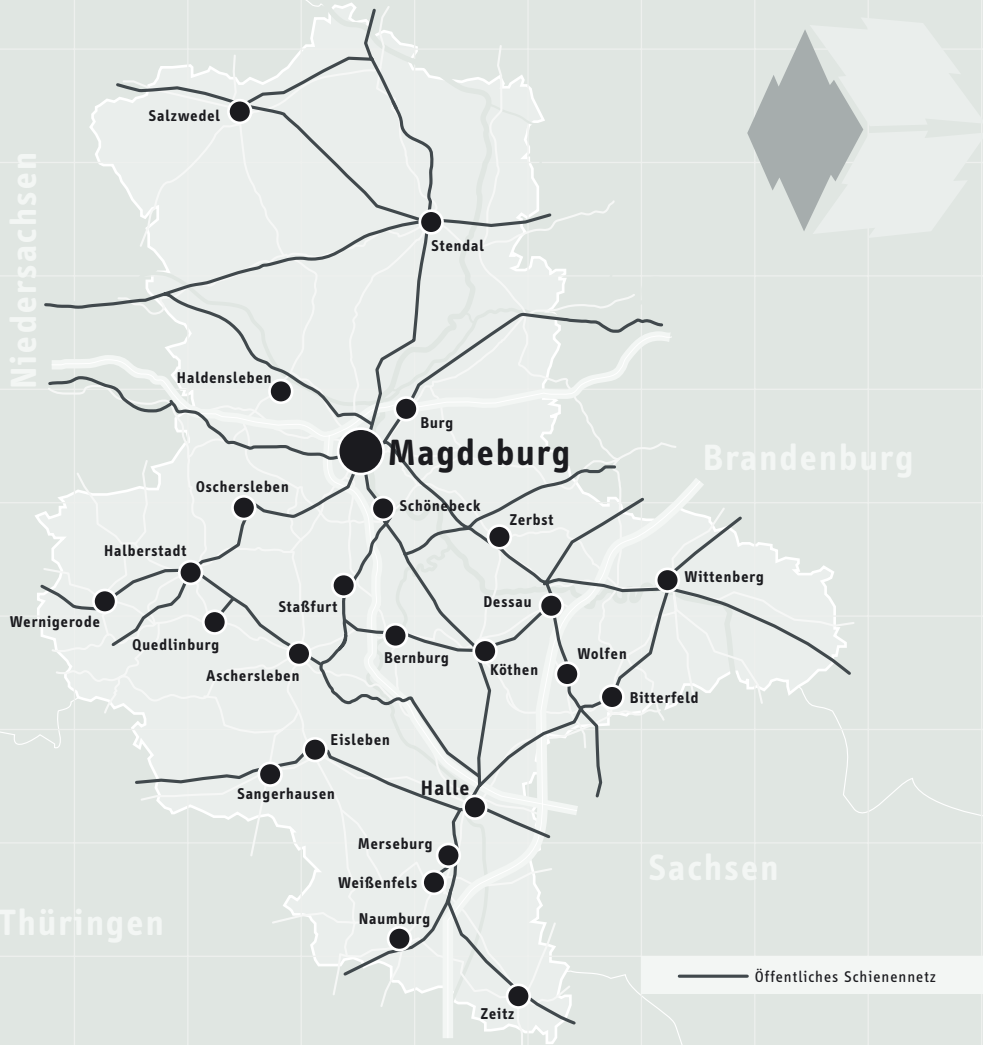 Salzwedel
Stendal
Niedersachsen
Haldensleben
Burg
Magdeburg
Brandenburg
Oschersleben
Schönebeck
Zerbst
Halberstadt
Wittenberg
Staßfurt
Dessau
Wernigerode
Quedlinburg
Bernburg
Wolfen
Köthen
Aschersleben
Bitterfeld
Eisleben
Halle
Sangerhausen
Merseburg
Sachsen
Weißenfels
Naumburg
Thüringen
Öffentliches Schienennetz
Zeitz